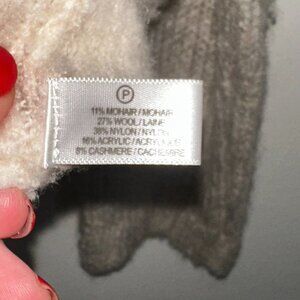 P
11% MOHAIR / MOHAIR
27% WOOL / LAINE
38% NYLON / NYLON
16% ACRYLIC / ACRYLIQUE
8% CASHMERE / CACHEMIRE